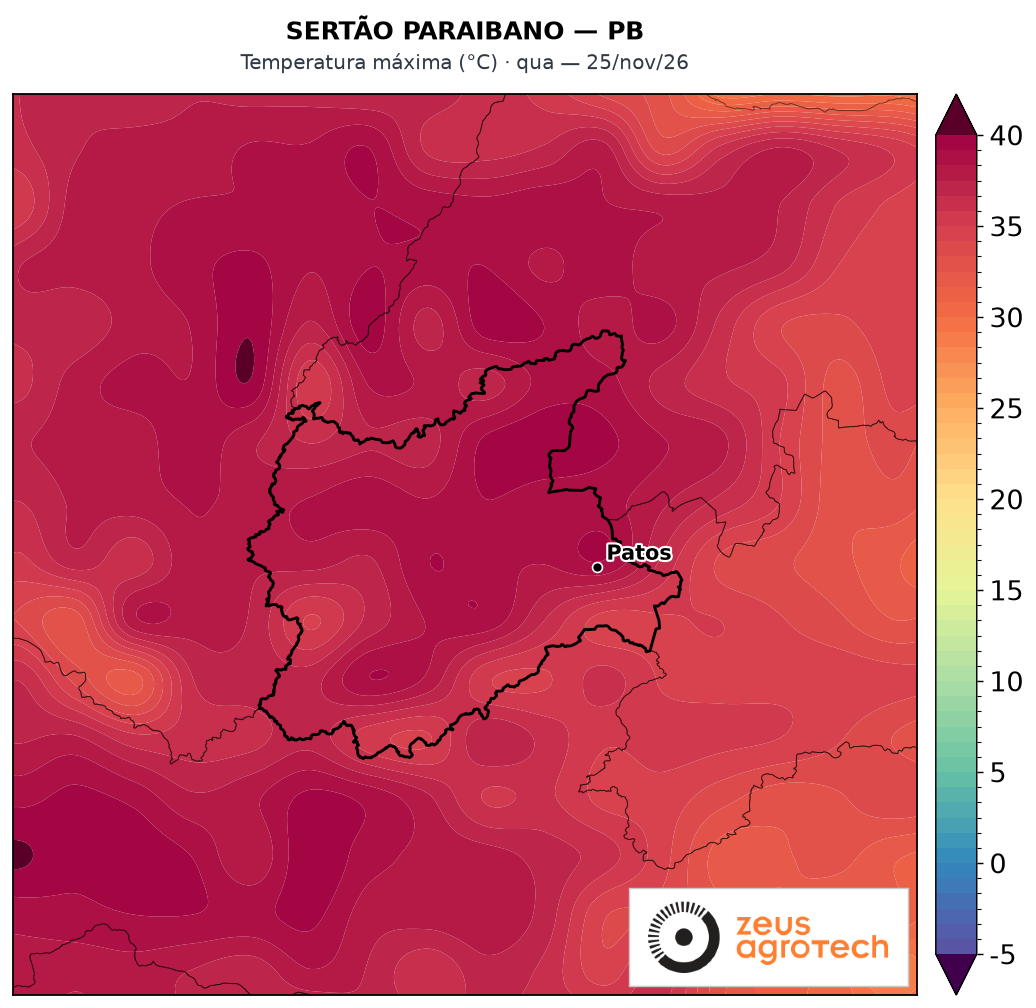 SERTÃO PARAIBANO — PB
Temperatura máxima (°C) · qua — 25/nov/26
40
35
30
25
20
15
10
5
0
-5
Patos
zeus
agrotech